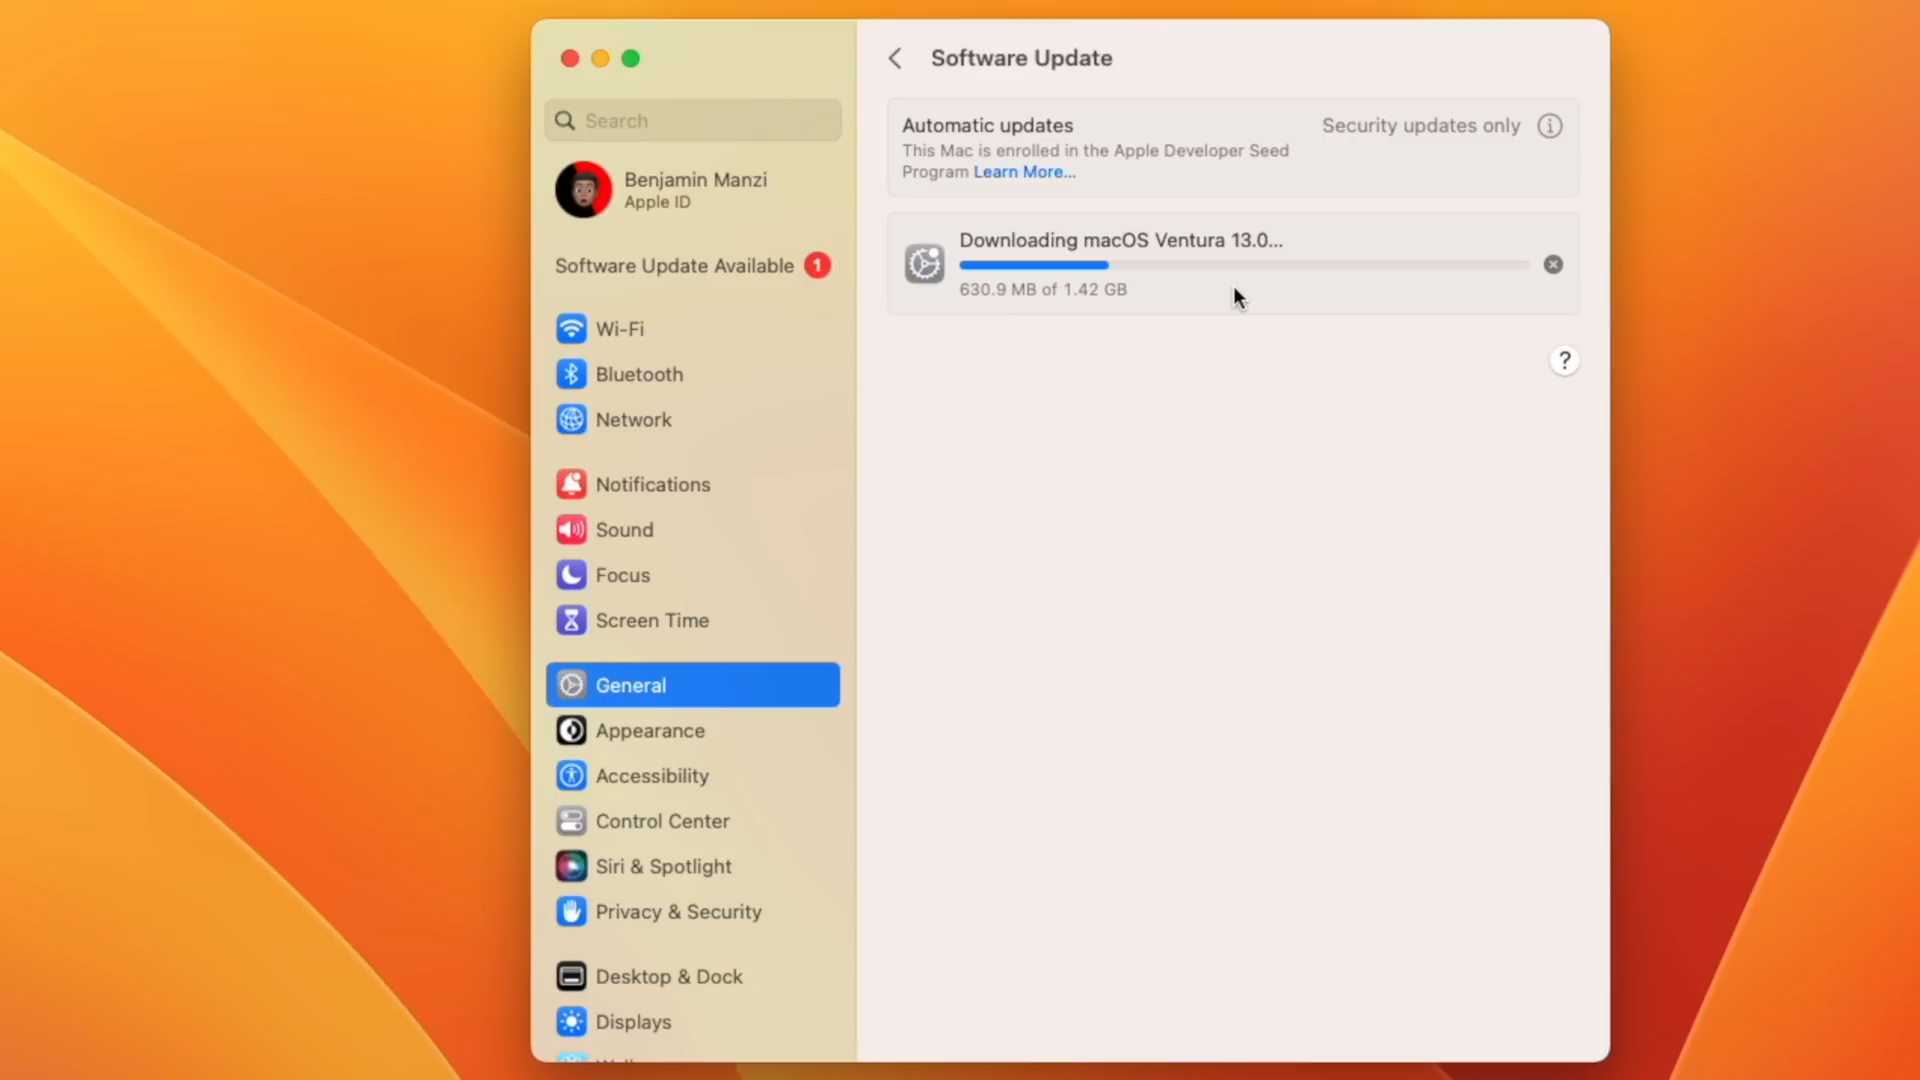 Search
Benjamin Manzi
Apple ID
Software Update Available 1
Wi-Fi
Bluetooth
Network
Notifications
Sound
Focus
Screen Time
General
Appearance
Accessibility
Control Center
Siri & Spotlight
Privacy & Security
Desktop & Dock
Displays
Software Update
Automatic updates
Security updates only
This Mac is enrolled in the Apple Developer Seed
Program Learn More...
Downloading macOS Ventura 13.0...
630.9 MB of 1.42 GB
?